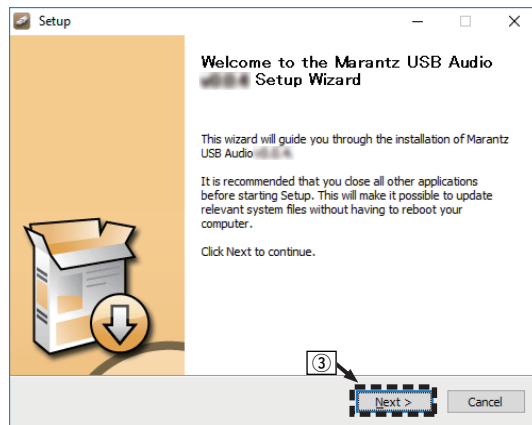 Setup
Welcome to the Marantz USB Audio
Setup Wizard
This wizard will guide you through the installation of Marantz
USB Audio
It is recommended that you close all other applications
before starting Setup. This will make it possible to update
relevant system files without having to reboot your
computer.
Click Next to continue.
③
Next >
Cancel